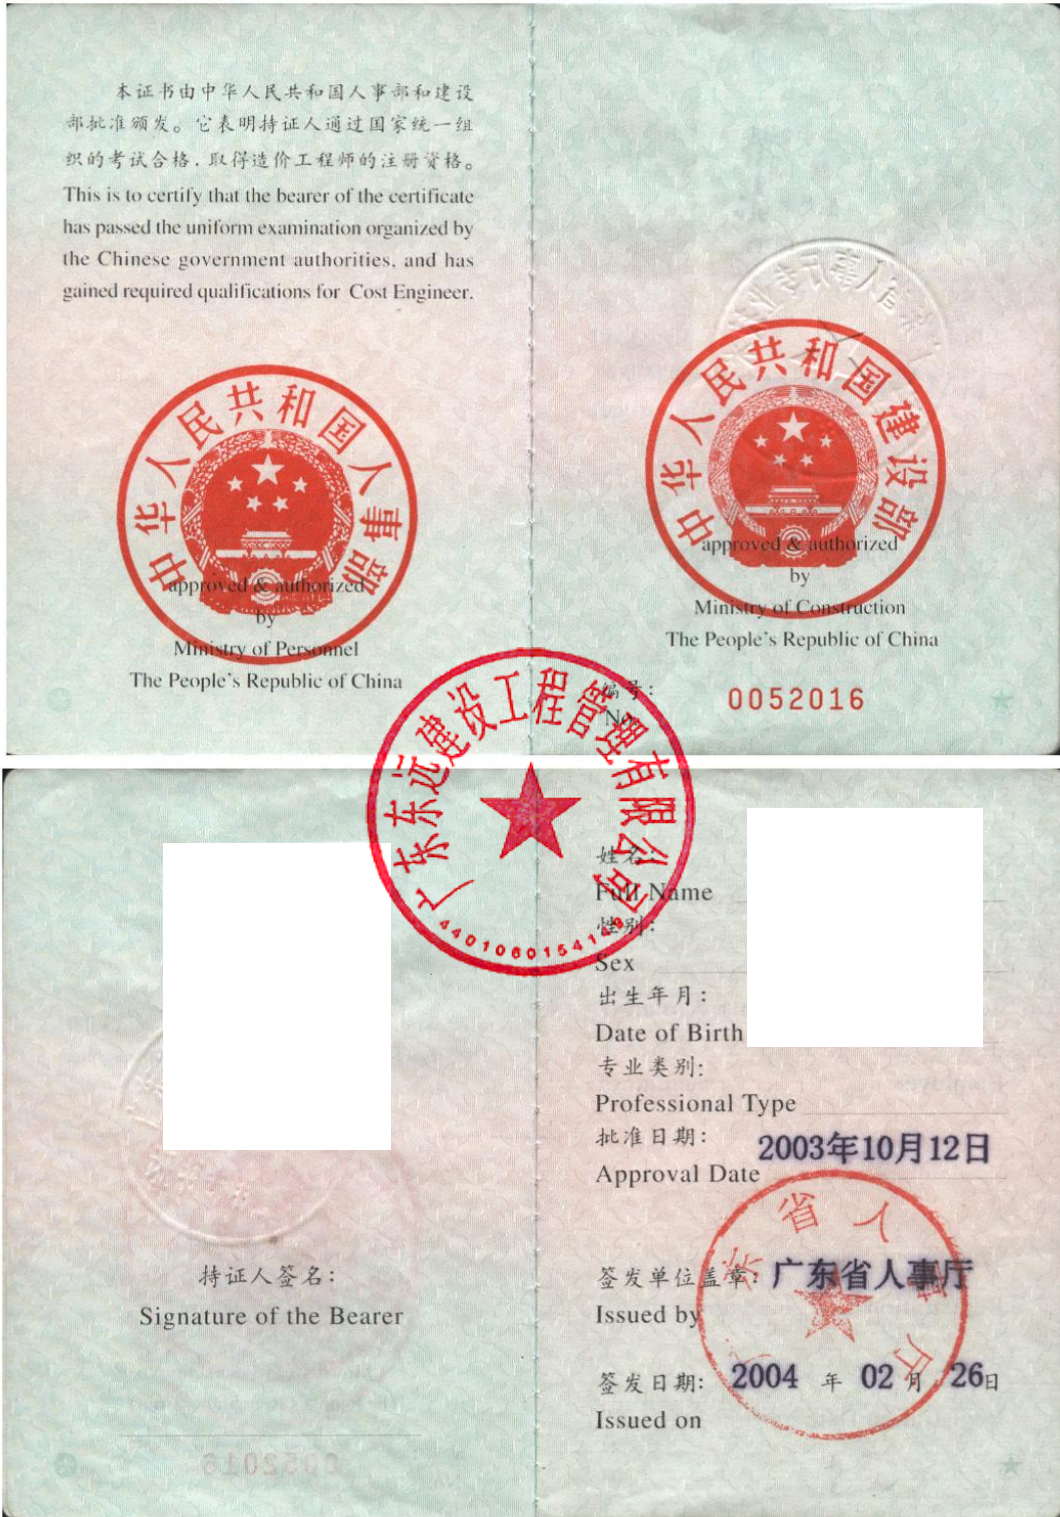 本证书由中华人民共和国人事部和建设
部批准颁发。它表明持证人通过国家统一组
织的考试合格，取得造价工程师的注册资格。
This is to certify that the bearer of the certificate
has passed the uniform examination organized by
the Chinese government authorities, and has
gained required qualifications for Cost Engineer.
中华人民共和国人事部
approved & authorized
by
Ministry of Personnel
The People's Republic of China
中华人民共和国建设部
approved & authorized
by
Ministry of Construction
The People's Republic of China
编号： 0052016
No.
广东东远建设工程管理有限公司
姓名：
Full Name
性别：
Sex
出生年月：
Date of Birth
专业类别：
Professional Type
批准日期： 2003年10月12日
Approval Date
持证人签名：
Signature of the Bearer
签发单位盖章：广东省人事厅
Issued by
广东省人事厅
签发日期： 2004 年 02 月 26日
Issued on